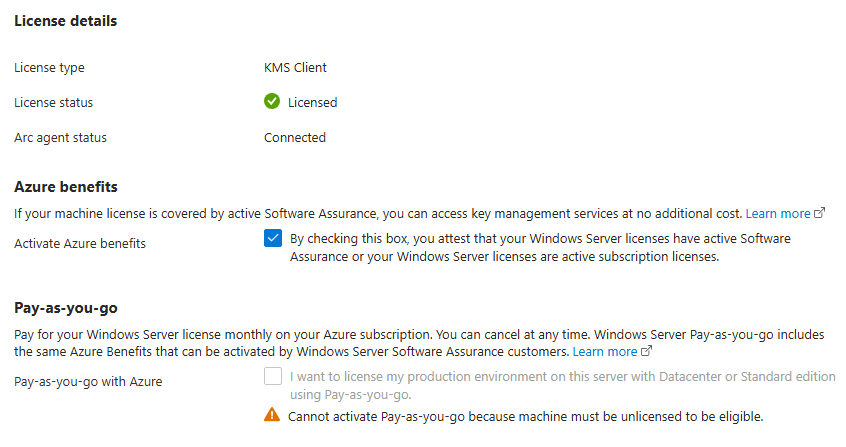 License details
License type KMS Client
License status Licensed
Arc agent status Connected
Azure benefits
If your machine license is covered by active Software Assurance, you can access key management services at no additional cost. Learn more
Activate Azure benefits By checking this box, you attest that your Windows Server licenses have active Software
Assurance or your Windows Server licenses are active subscription licenses.
Pay-as-you-go
Pay for your Windows Server license monthly on your Azure subscription. You can cancel at any time. Windows Server Pay-as-you-go includes
the same Azure Benefits that can be activated by Windows Server Software Assurance customers. Learn more
Pay-as-you-go with Azure I want to license my production environment on this server with Datacenter or Standard edition
using Pay-as-you-go.
Cannot activate Pay-as-you-go because machine must be unlicensed to be eligible.